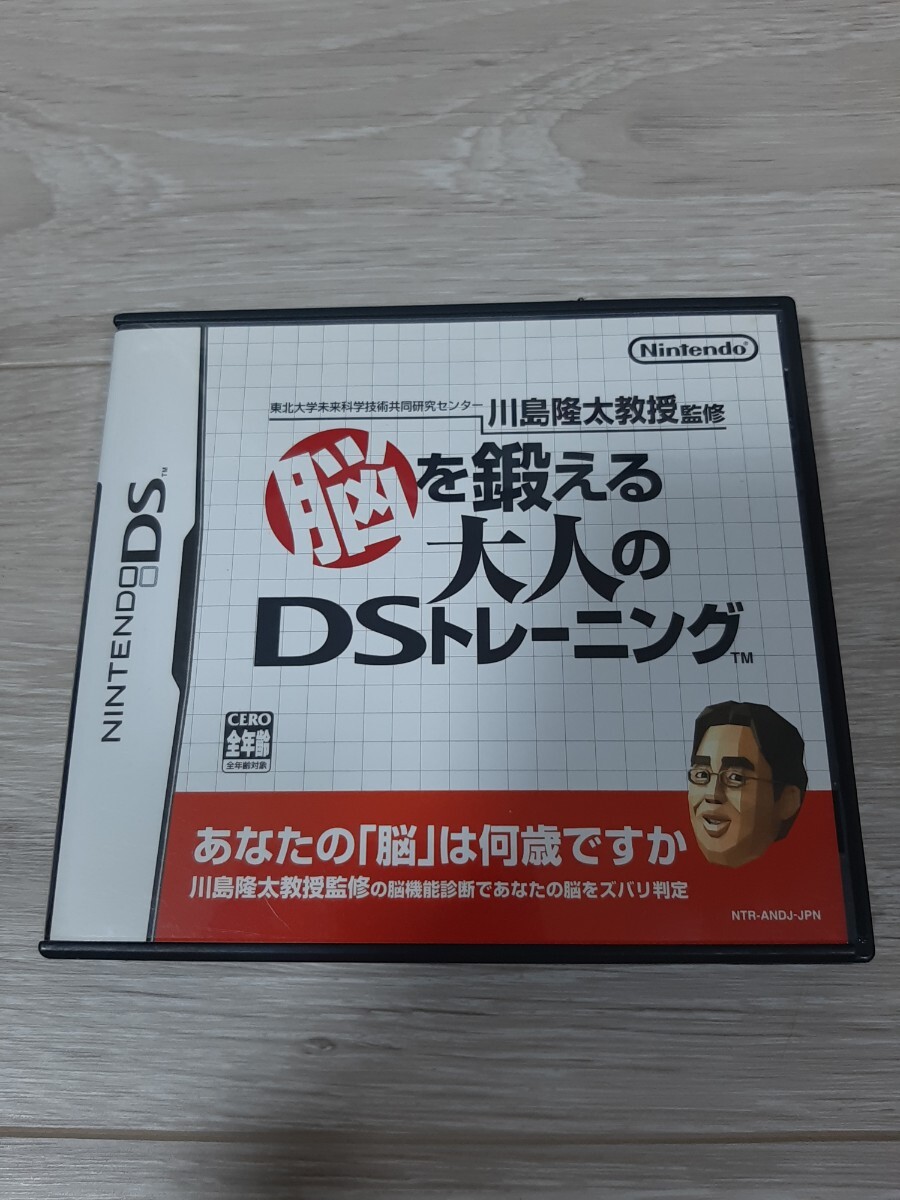 Nintendo
東北大学未来科学技術共同研究センター 川島隆太教授監修
脳を鍛える
大人の
DSトレーニング™
NINTENDO DS™
CERO
全年齢
全年齢対象
あなたの「脳」は何歳ですか
川島隆太教授監修の脳機能診断であなたの脳をズバリ判定
NTR-ANDJ-JPN